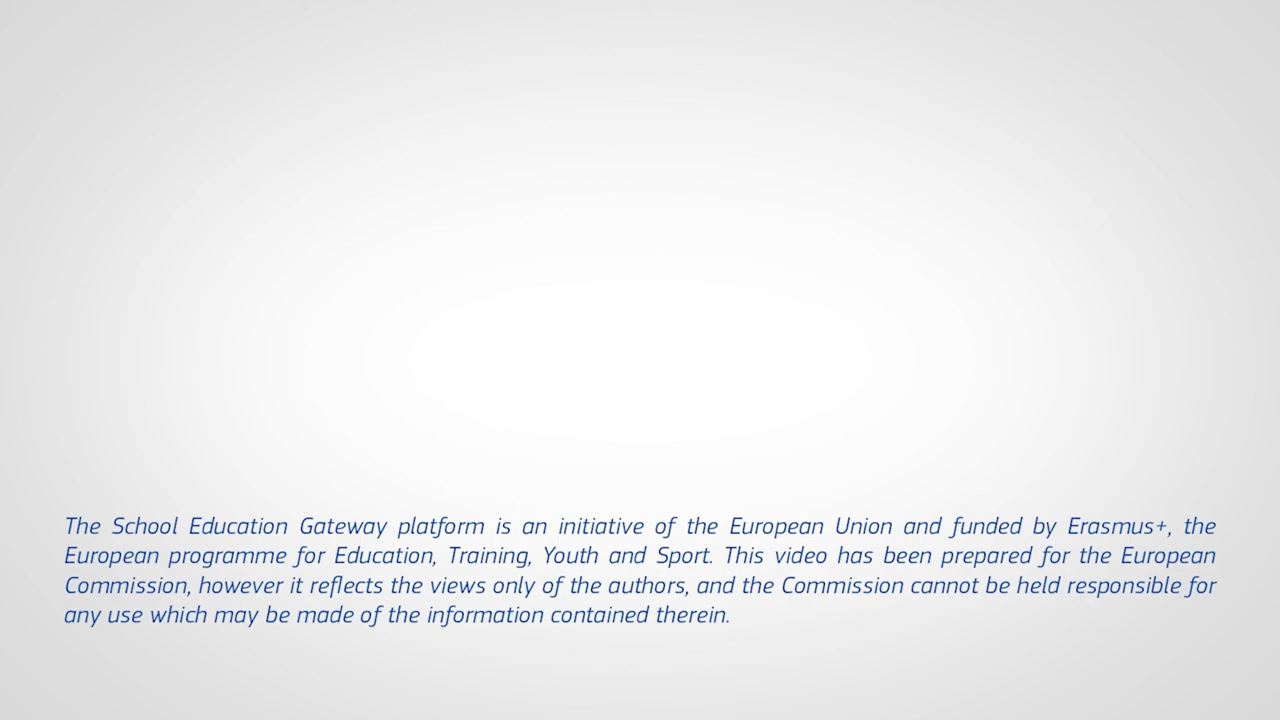 The School Education Gateway platform is an initiative of the European Union and funded by Erasmus+, the
European programme for Education, Training, Youth and Sport. This video has been prepared for the European
Commission, however it reflects the views only of the authors, and the Commission cannot be held responsible for
any use which may be made of the information contained therein.